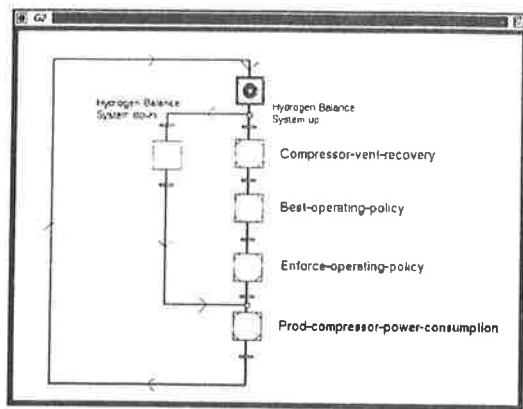 G2
Hydrogen Balance
System down
Hydrogen Balance
System up
Compressor-vent-recovery
Best-operating-policy
Enforce-operating-policy
Prod-compressor-power-consumption